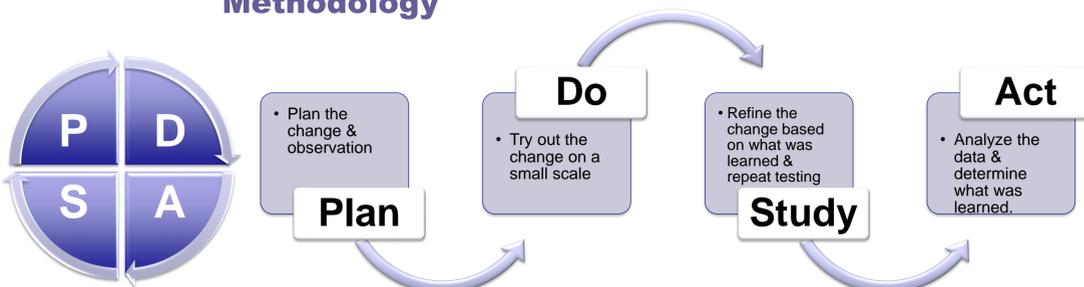 Methodology
P D
S A
• Plan the
change &
observation
Plan
Do
• Try out the
change on a
small scale
• Refine the
change based
on what was
learned &
repeat testing
Study
Act
• Analyze the
data &
determine
what was
learned.